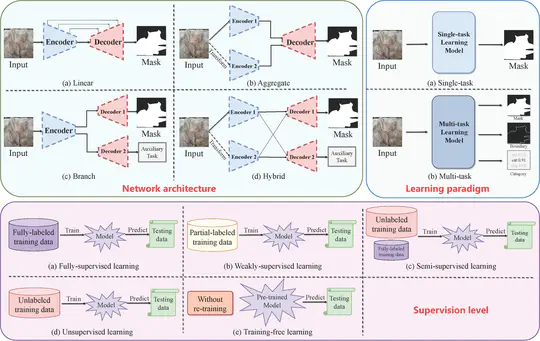 Encoder
Decoder
Input
Mask
(a) Linear
Encoder 1
Encoder 2
Decoder
Transform
Input
Mask
(b) Aggregate
Encoder
Decoder 1
Decoder 2
Input
Mask
Auxiliary
Task
(c) Branch
Encoder 1
Encoder 2
Decoder 1
Decoder 2
Transform
Input
Mask
Auxiliary
Task
(d) Hybrid
Network architecture
Single-task
Learning
Model
Input
Mask
(a) Single-task
Multi-task
Learning
Model
Input
Mask
Boundary
cat 0.91
Category
(b) Multi-task
Learning paradigm
Fully-labeled
training data
Train
Model
Predict
Testing
data
(a) Fully-supervised learning
Partial-labeled
training data
Train
Model
Predict
Testing
data
(b) Weakly-supervised learning
Unlabeled
training data
Fully-labeled
training data
Train
Model
Predict
Testing
data
(c) Semi-supervised learning
Unlabeled
training data
Train
Model
Predict
Testing
data
(d) Unsupervised learning
Without
re-training
Pre-trained
Model
Predict
Testing
data
(e) Training-free learning
Supervision level